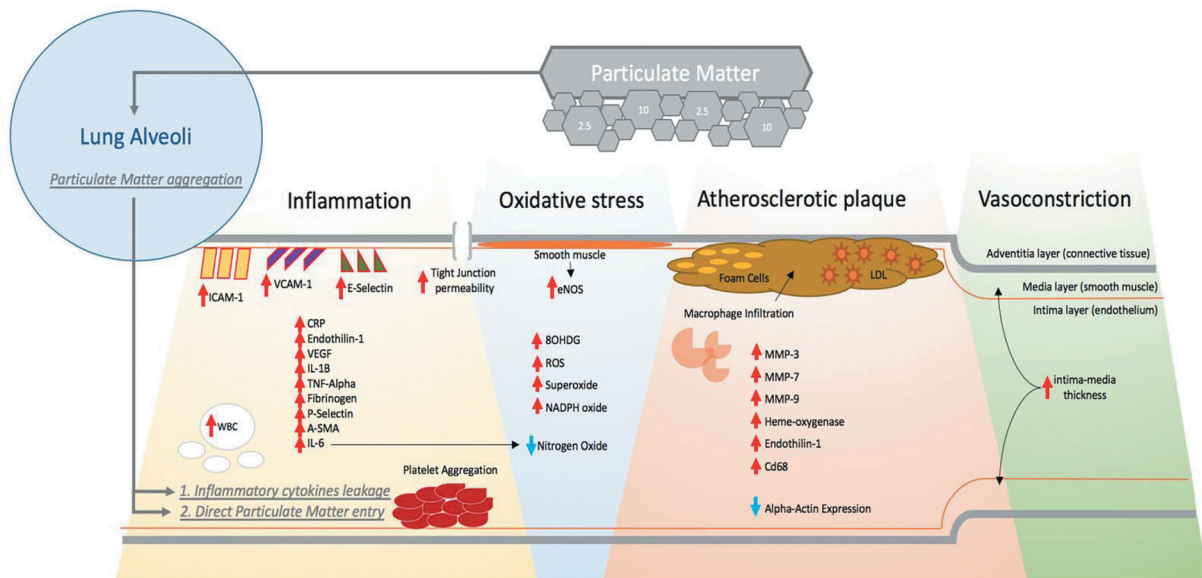 Particulate Matter
2.5
10
2.5
10
Lung Alveoli
Particulate Matter aggregation
Inflammation
Oxidative stress
Atherosclerotic plaque
Vasoconstriction
ICAM-1
VCAM-1
E-Selectin
Tight Junction
permeability
CRP
Endothilin-1
VEGF
IL-1B
TNF-Alpha
Fibrinogen
P-Selectin
A-SMA
IL-6
WBC
1. Inflammatory cytokines leakage
2. Direct Particulate Matter entry
Platelet Aggregation
Smooth muscle
eNOS
8OHDG
ROS
Superoxide
NADPH oxide
Nitrogen Oxide
Foam Cells
LDL
Macrophage Infiltration
MMP-3
MMP-7
MMP-9
Heme-oxygenase
Endothilin-1
Cd68
Alpha-Actin Expression
Adventitia layer (connective tissue)
Media layer (smooth muscle)
Intima layer (endothelium)
intima-media
thickness